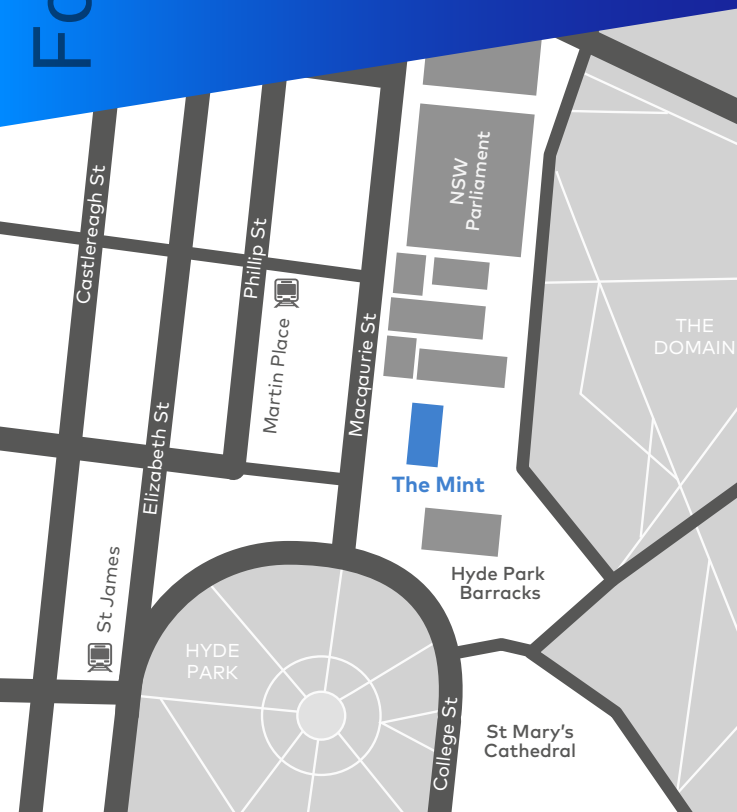 Fo
NSW
Parliament
Castlereagh St
Phillip St
Martin Place
Macqaurie St
THE
DOMAIN
Elizabeth St
The Mint
St James
Hyde Park
Barracks
HYDE
PARK
College St
St Mary's
Cathedral